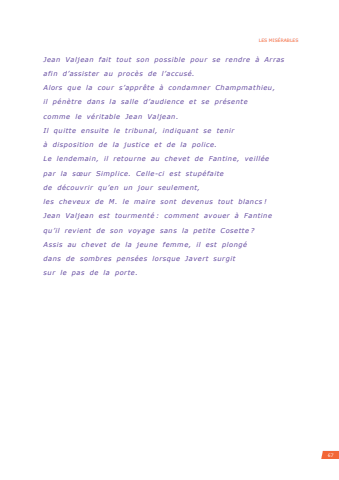 LES MISÉRABLES
Jean Valjean fait tout son possible pour se rendre à Arras
afin d'assister au procès de l'accusé.
Alors que la cour s'apprête à condamner Champmathieu,
il pénètre dans la salle d'audience et se présente
comme le véritable Jean Valjean.
Il quitte ensuite le tribunal, indiquant se tenir
à disposition de la justice et de la police.
Le lendemain, il retourne au chevet de Fantine, veillée
par la sœur Simplice. Celle-ci est stupéfaite
de découvrir qu'en un jour seulement,
les cheveux de M. le maire sont devenus tout blancs !
Jean Valjean est tourmenté : comment avouer à Fantine
qu'il revient de son voyage sans la petite Cosette ?
Assis au chevet de la jeune femme, il est plongé
dans de sombres pensées lorsque Javert surgit
sur le pas de la porte.
67